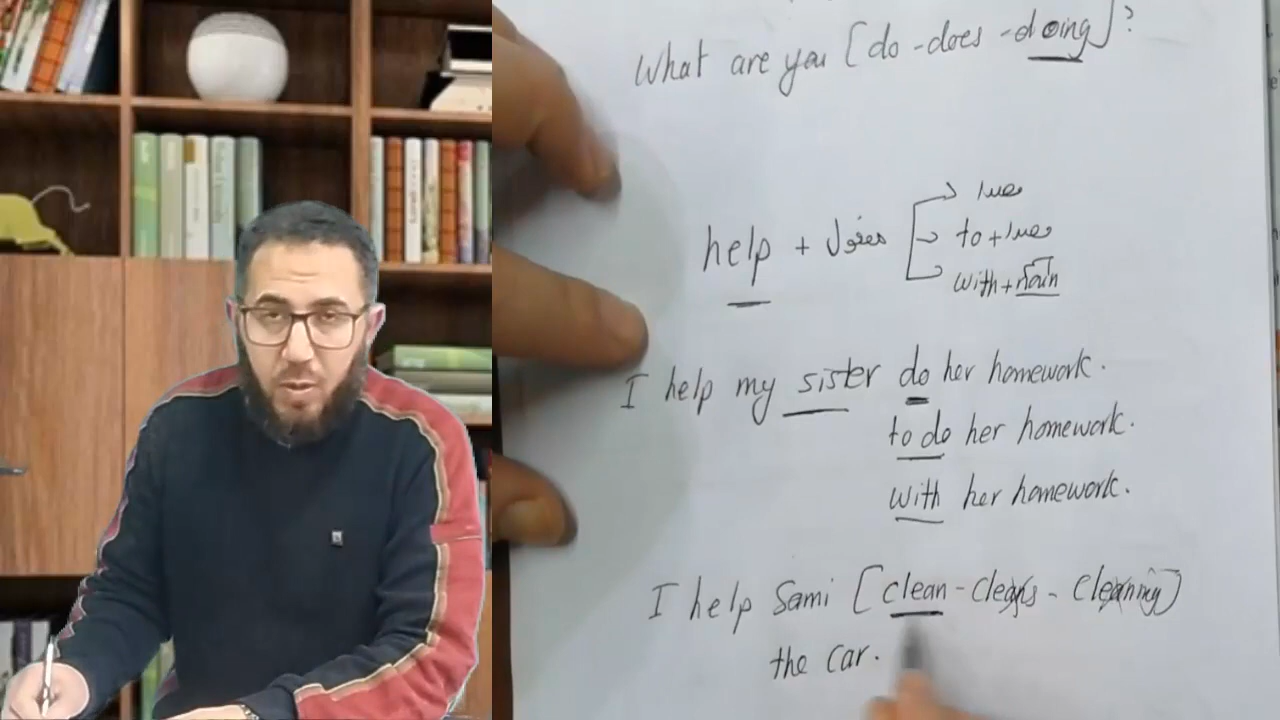 What are you [do - does - doing]?
مصدر
help + مفعول
to + مصدر
with +
I help my sister do her homework.
to do her homework.
with her homework.
I help Sami [clean - cleans - cleaning]
the car.